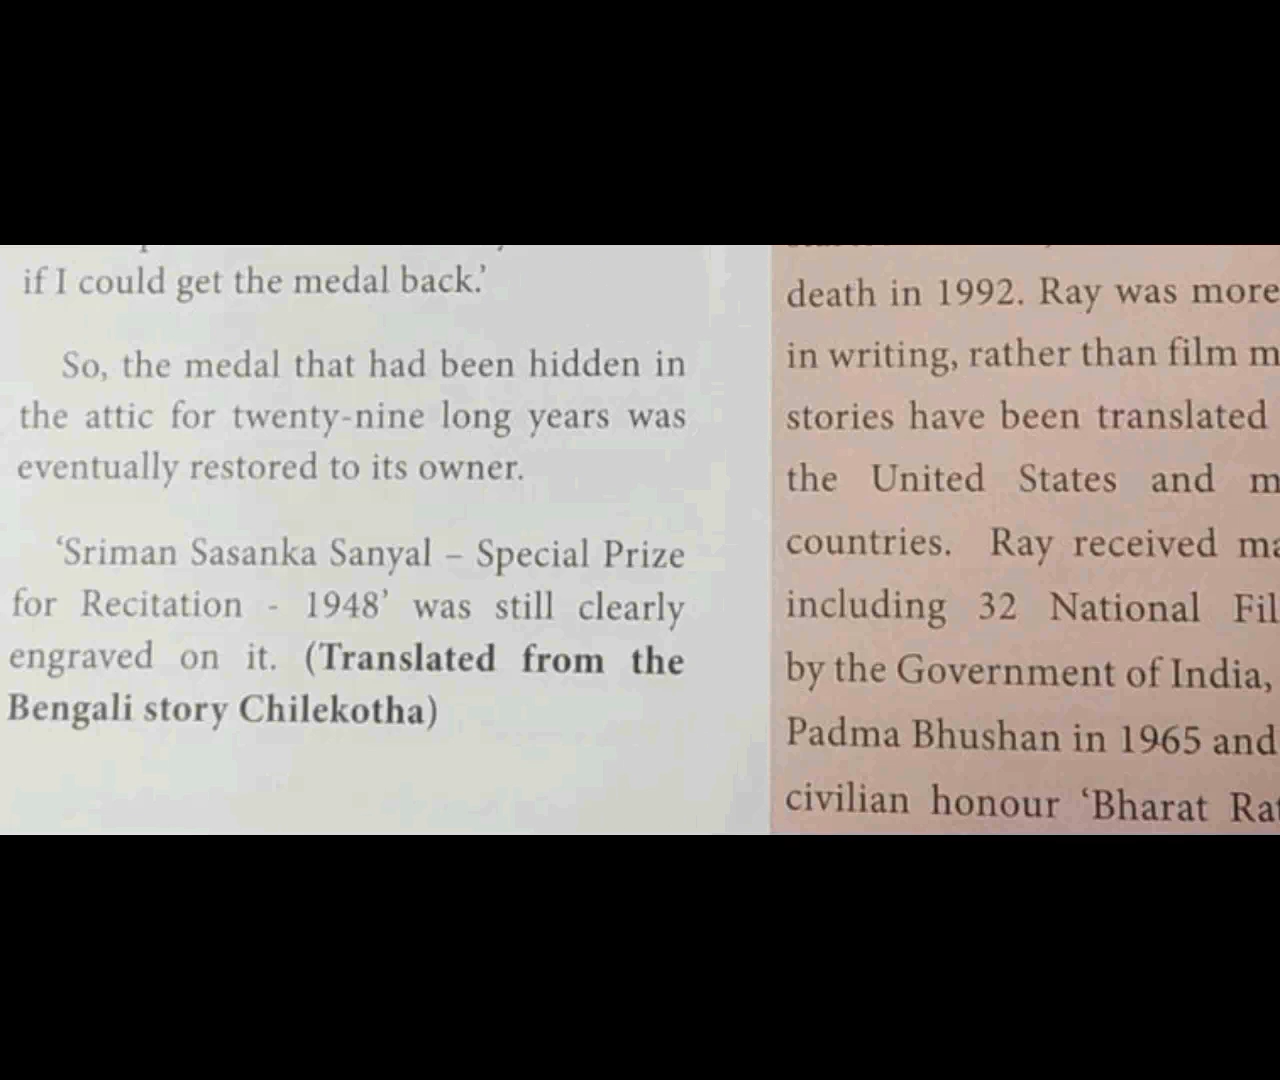 if I could get the medal back.’
So, the medal that had been hidden in
the attic for twenty-nine long years was
eventually restored to its owner.
‘Sriman Sasanka Sanyal – Special Prize
for Recitation - 1948’ was still clearly
engraved on it. (Translated from the
Bengali story Chilekotha)
death in 1992. Ray was more
in writing, rather than film
stories have been translated
the United States and
countries. Ray received
including 32 National
by the Government of India,
Padma Bhushan in 1965 and
civilian honour ‘Bharat